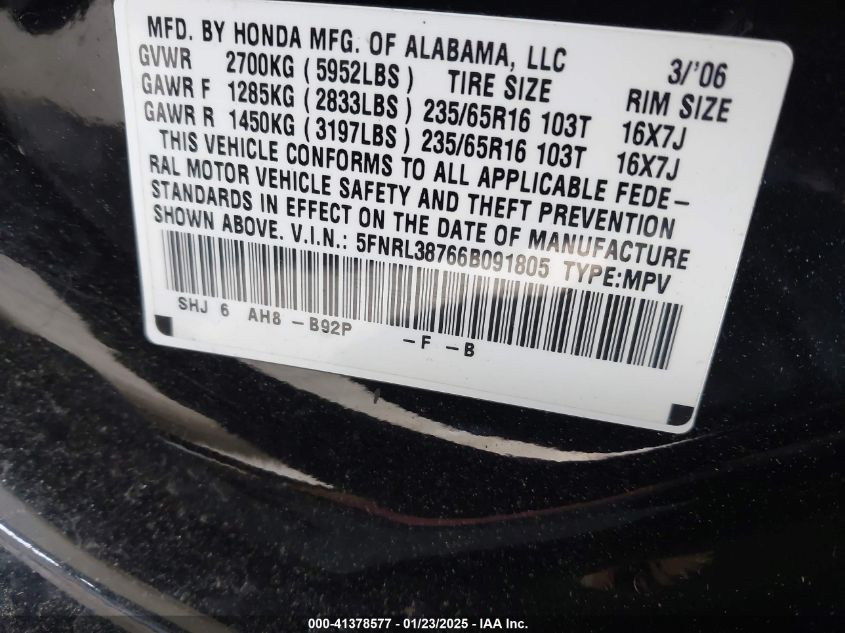 MFD. BY HONDA MFG. OF ALABAMA, LLC 3/'06
GVWR 2700KG (5952LBS) TIRE SIZE RIM SIZE
GAWR F 1285KG (2833LBS) 235/65R16 103T 16X7J
GAWR R 1450KG (3197LBS) 235/65R16 103T 16X7J
THIS VEHICLE CONFORMS TO ALL APPLICABLE FEDE-
RAL MOTOR VEHICLE SAFETY AND THEFT PREVENTION
STANDARDS IN EFFECT ON THE DATE OF MANUFACTURE
SHOWN ABOVE. V.I.N.: 5FNRL38766B091805 TYPE:MPV
SHJ 6 AH8 -B92P -F -B
000-41378577 - 01/23/2025 - IAA Inc.